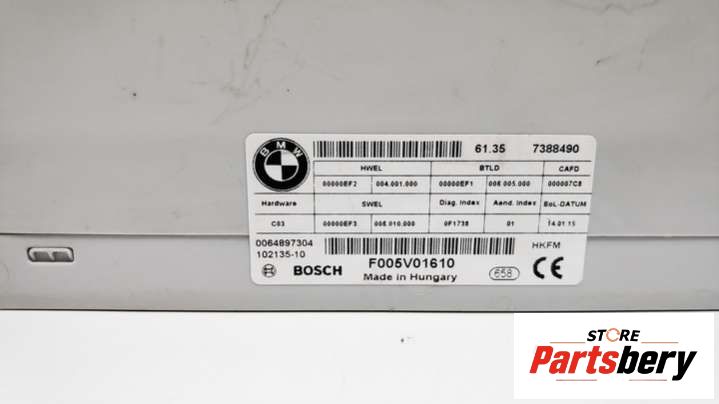 BMW
61.35 7388490
HWEL BTLD CAFD
00000EF2 004.001.000 00000EF1 006.005.000 000007C8
Hardware SWEL Diag. Index Aend. Index BoL-DATUM
C03 00000EF3 006.010.000 0F1738 01 14.01.15
0064897304
102135-10
HKFM
BOSCH F005V01610
Made in Hungary
658
CE
STORE
Partsbery